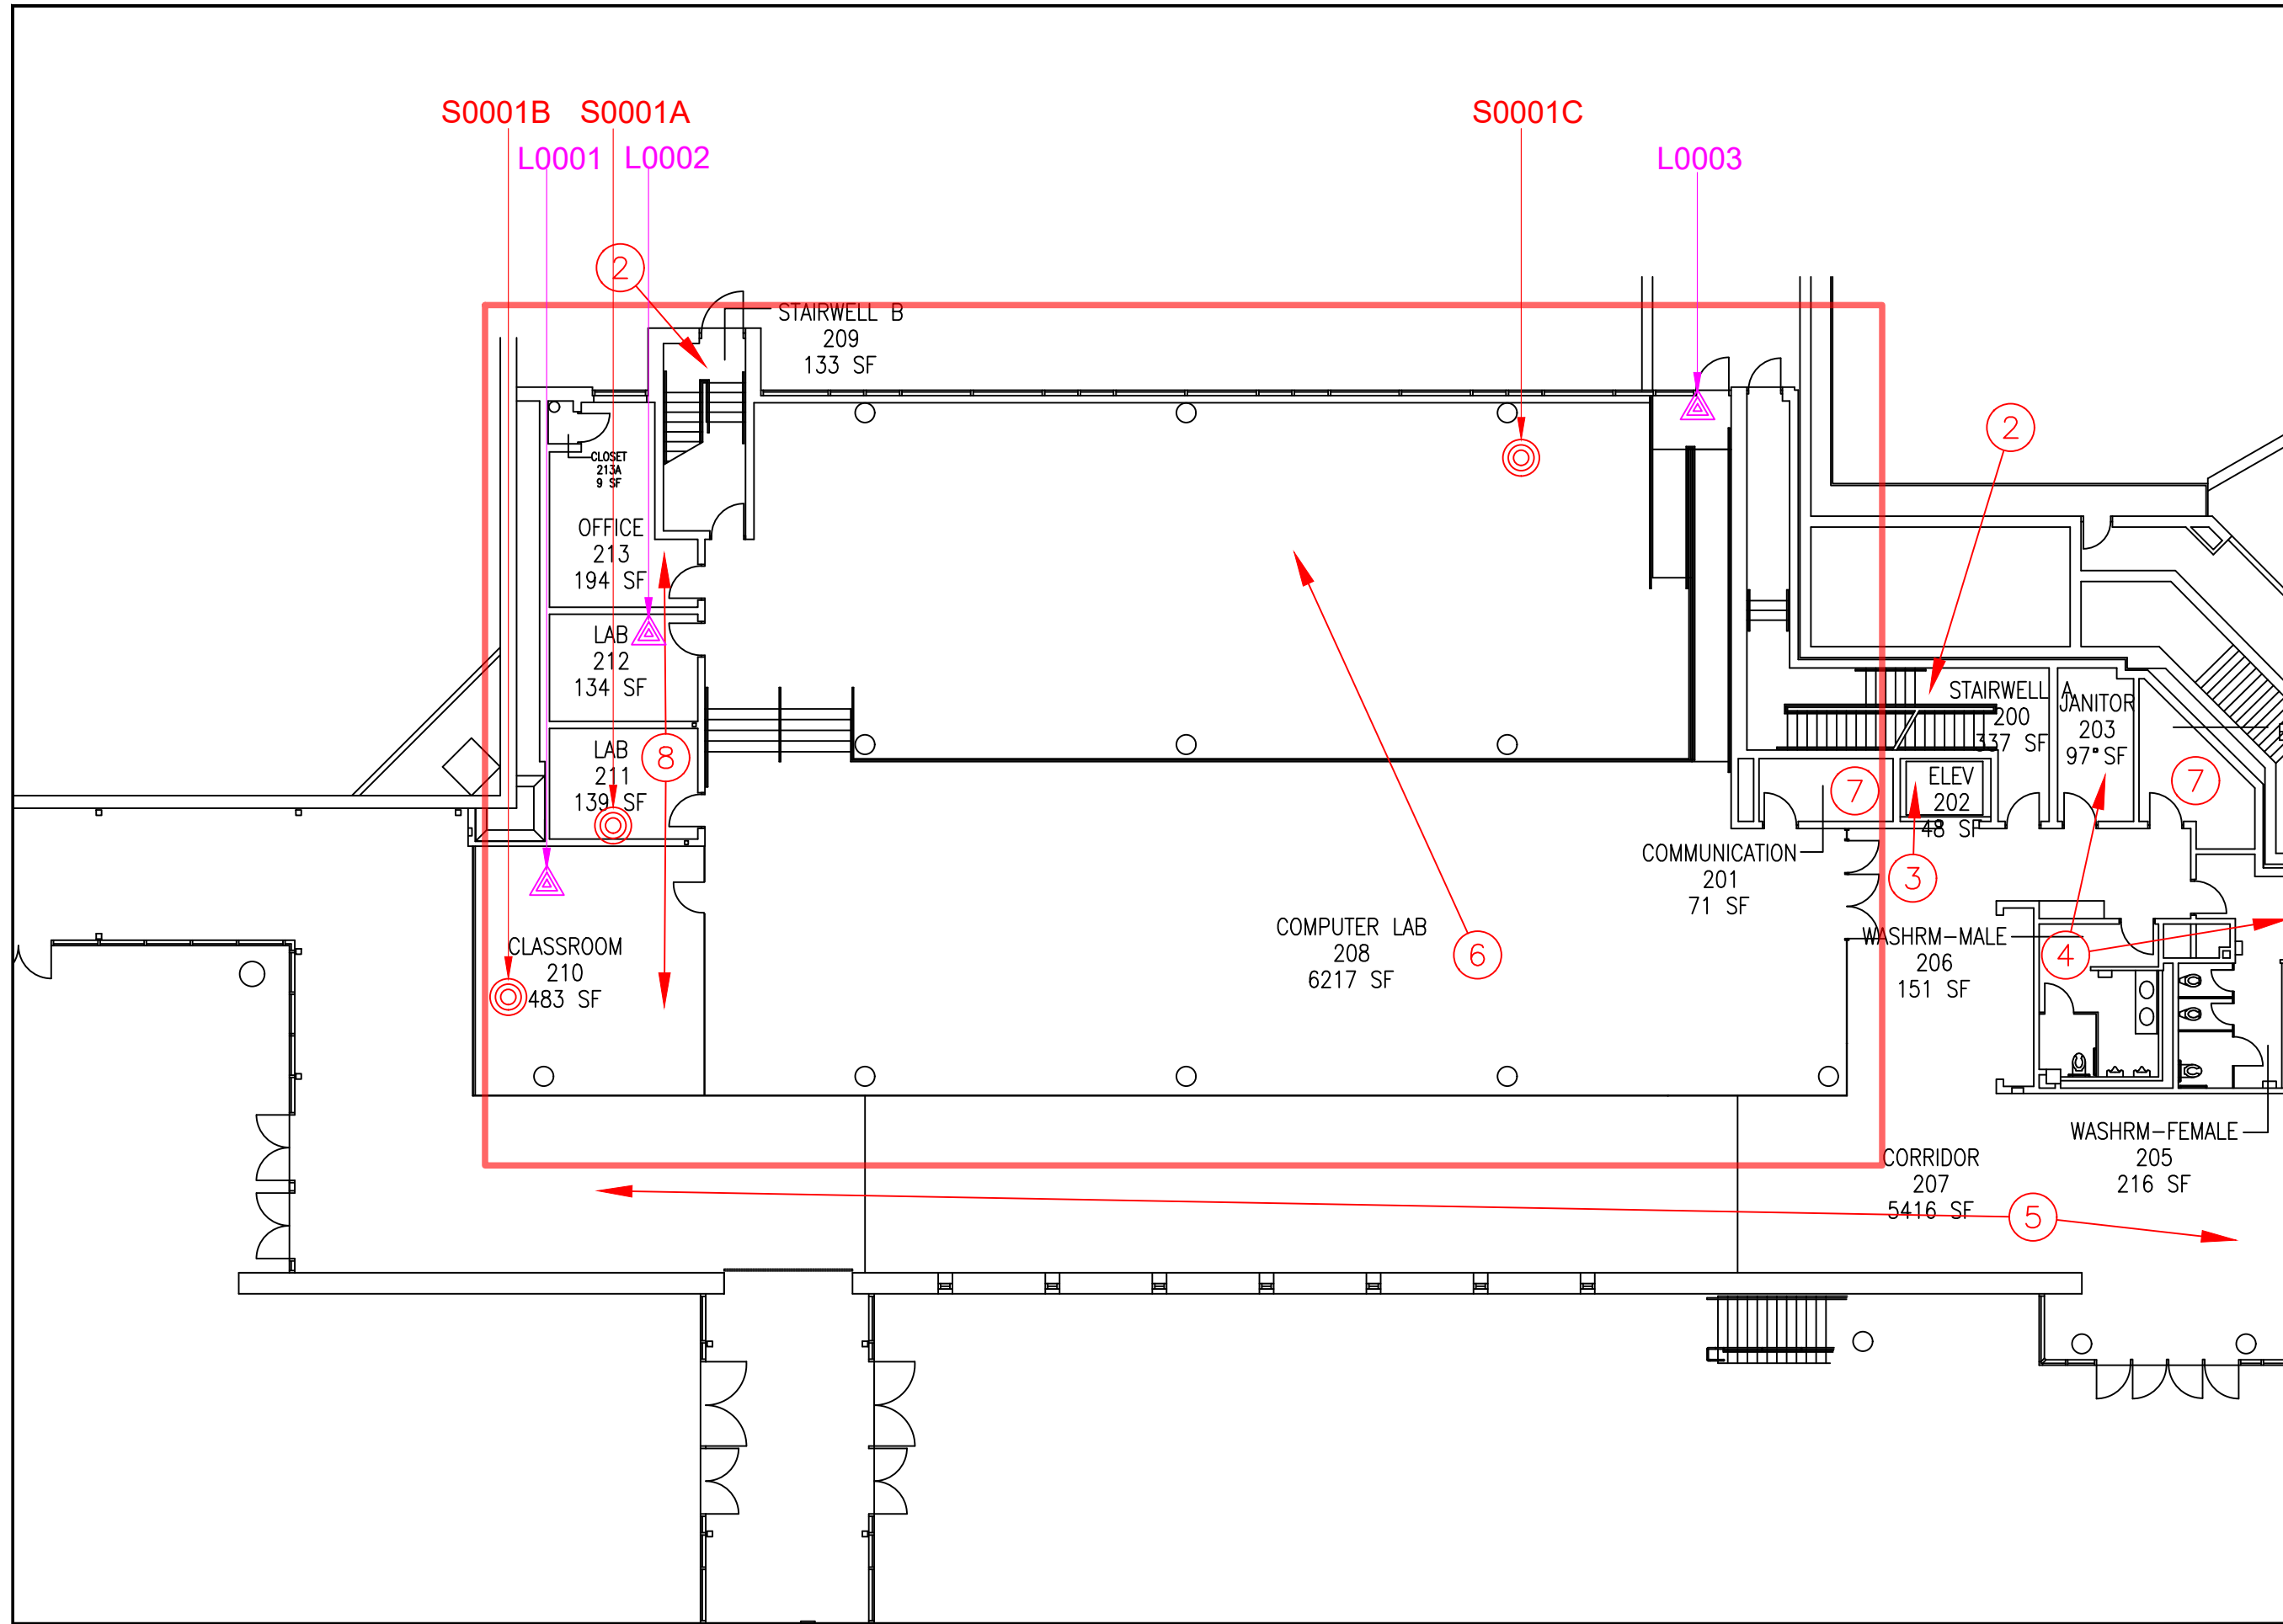 S0001B S0001A S0001C
L0001 L0002 L0003
2
STAIRWELL B
209
133 SF
2
CLOSET
213A
9 SF
OFFICE
213
194 SF
LAB
212
134 SF
LAB
211
139 SF
8
STAIRWELL A
200
337 SF
JANITOR
203
97 SF
7
7
ELEV
202
48 SF
COMMUNICATION
201
71 SF
3
COMPUTER LAB
208
6217 SF
6
WASHRM-MALE
206
151 SF
4
CLASSROOM
210
483 SF
WASHRM-FEMALE
205
216 SF
CORRIDOR
207
5416 SF
5